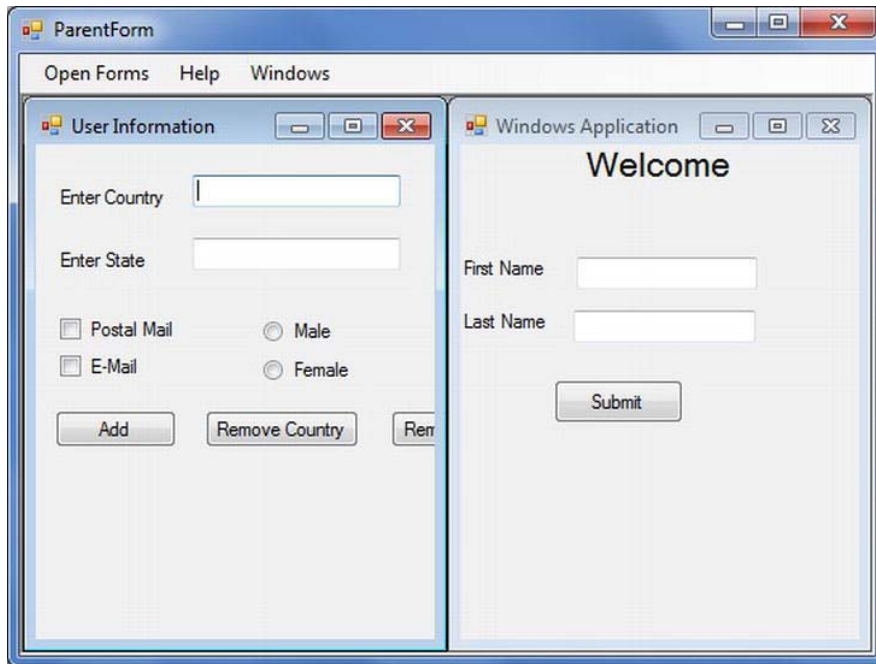 ParentForm
Open Forms Help Windows
User Information
Enter Country
Enter State
Postal Mail Male
E-Mail Female
Add Remove Country Rem
Windows Application
Welcome
First Name
Last Name
Submit